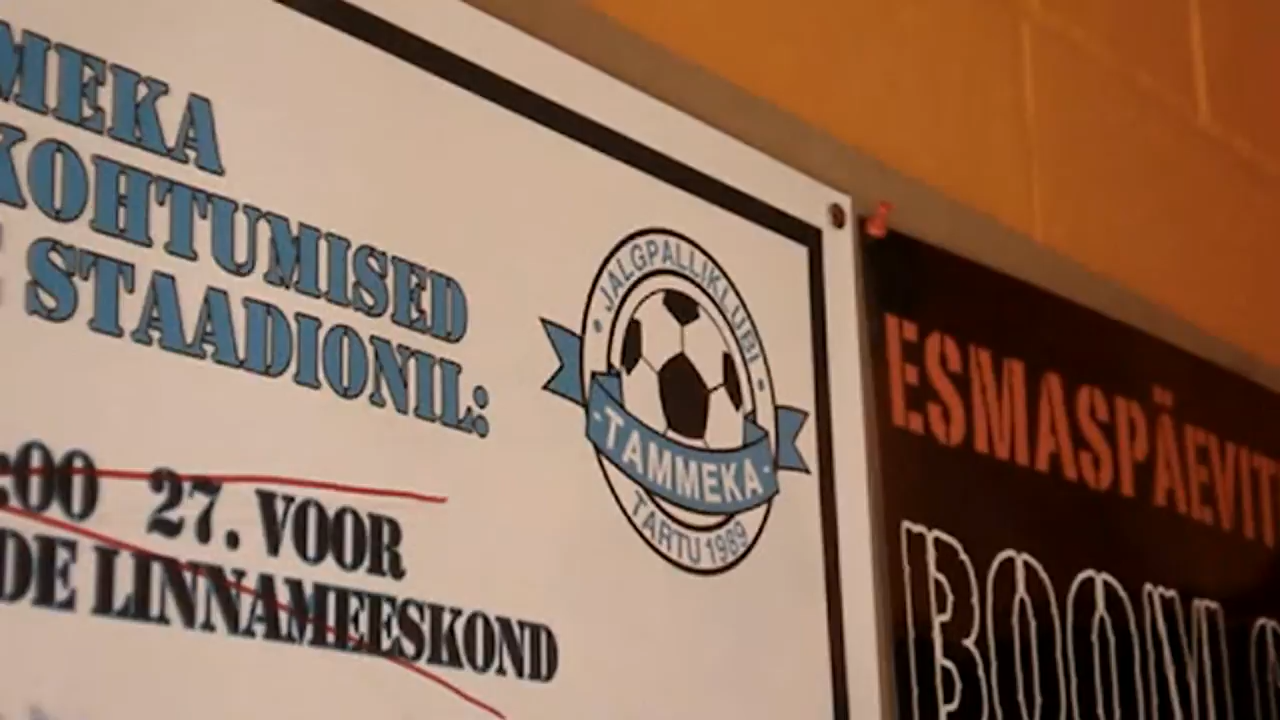 MEKA
KOHTUMISED
STAADIONIL:
:00 27. VOOR
DE LINNAMEESKOND
JALGPALLIKLUBI
-TAMMEKA-
TARTU 1989
ESMASPÄEVIT
BOOM